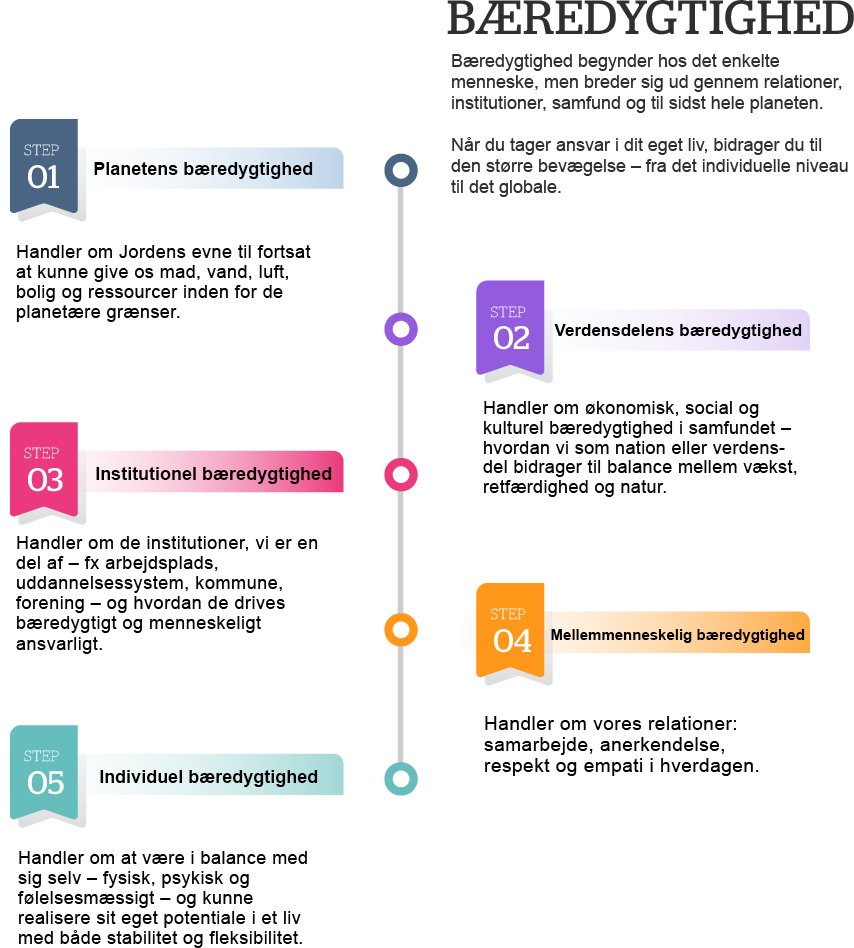 BÆREDYGTIGHED
Bæredygtighed begynder hos det enkelte
menneske, men breder sig ud gennem relationer,
institutioner, samfund og til sidst hele planeten.
Når du tager ansvar i dit eget liv, bidrager du til
den større bevægelse – fra det individuelle niveau
til det globale.
STEP
01
Planetens bæredygtighed
Handler om Jordens evne til fortsat
at kunne give os mad, vand, luft,
bolig og ressourcer inden for de
planetære grænser.
STEP
02
Verdensdelens bæredygtighed
Handler om økonomisk, social og
kulturel bæredygtighed i samfundet –
hvordan vi som nation eller verdens-
del bidrager til balance mellem vækst,
retfærdighed og natur.
STEP
03
Institutionel bæredygtighed
Handler om de institutioner, vi er en
del af – fx arbejdsplads,
uddannelsessystem, kommune,
forening – og hvordan de drives
bæredygtigt og menneskeligt
ansvarligt.
STEP
04
Mellemmenneskelig bæredygtighed
Handler om vores relationer:
samarbejde, anerkendelse,
respekt og empati i hverdagen.
STEP
05
Individuel bæredygtighed
Handler om at være i balance med
sig selv – fysisk, psykisk og
følelsesmæssigt – og kunne
realisere sit eget potentiale i et liv
med både stabilitet og fleksibilitet.